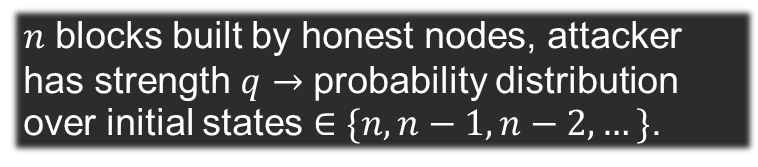 n blocks built by honest nodes, attacker
has strength q → probability distribution
over initial states ∈ {n, n − 1, n − 2, … }.